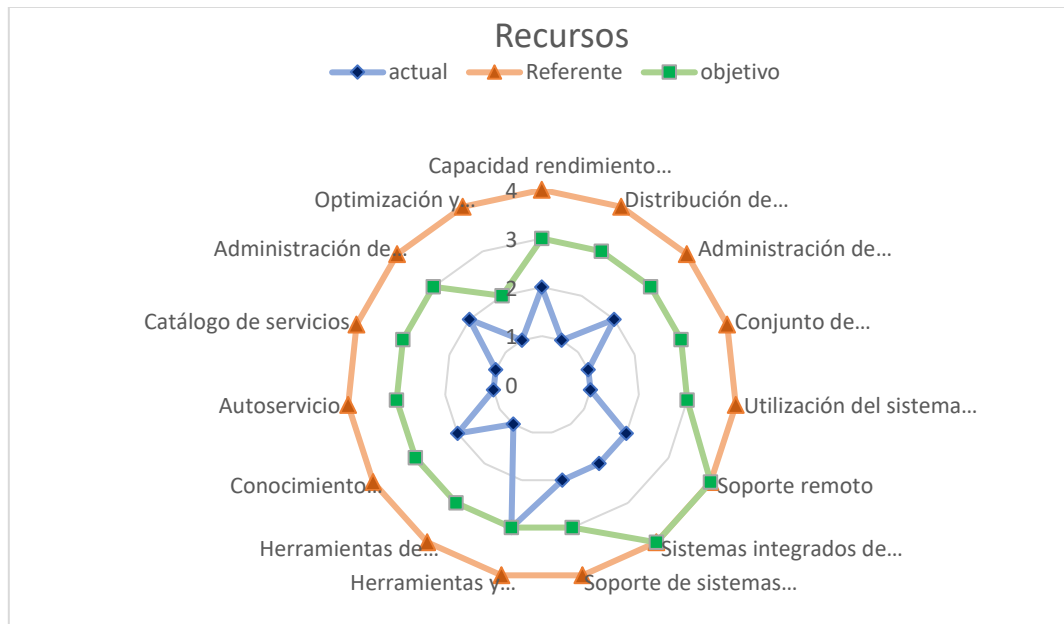 Recursos
actual Referente objetivo
Capacidad rendimiento...
Optimización y... 4 Distribución de...
Administración de... 3 Administración de...
Catálogo de servicios 2 Conjunto de...
1
Autoservicio 0 Utilización del sistema...
Conocimiento... Soporte remoto
Herramientas de... Sistemas integrados de...
Herramientas y... Soporte de sistemas...